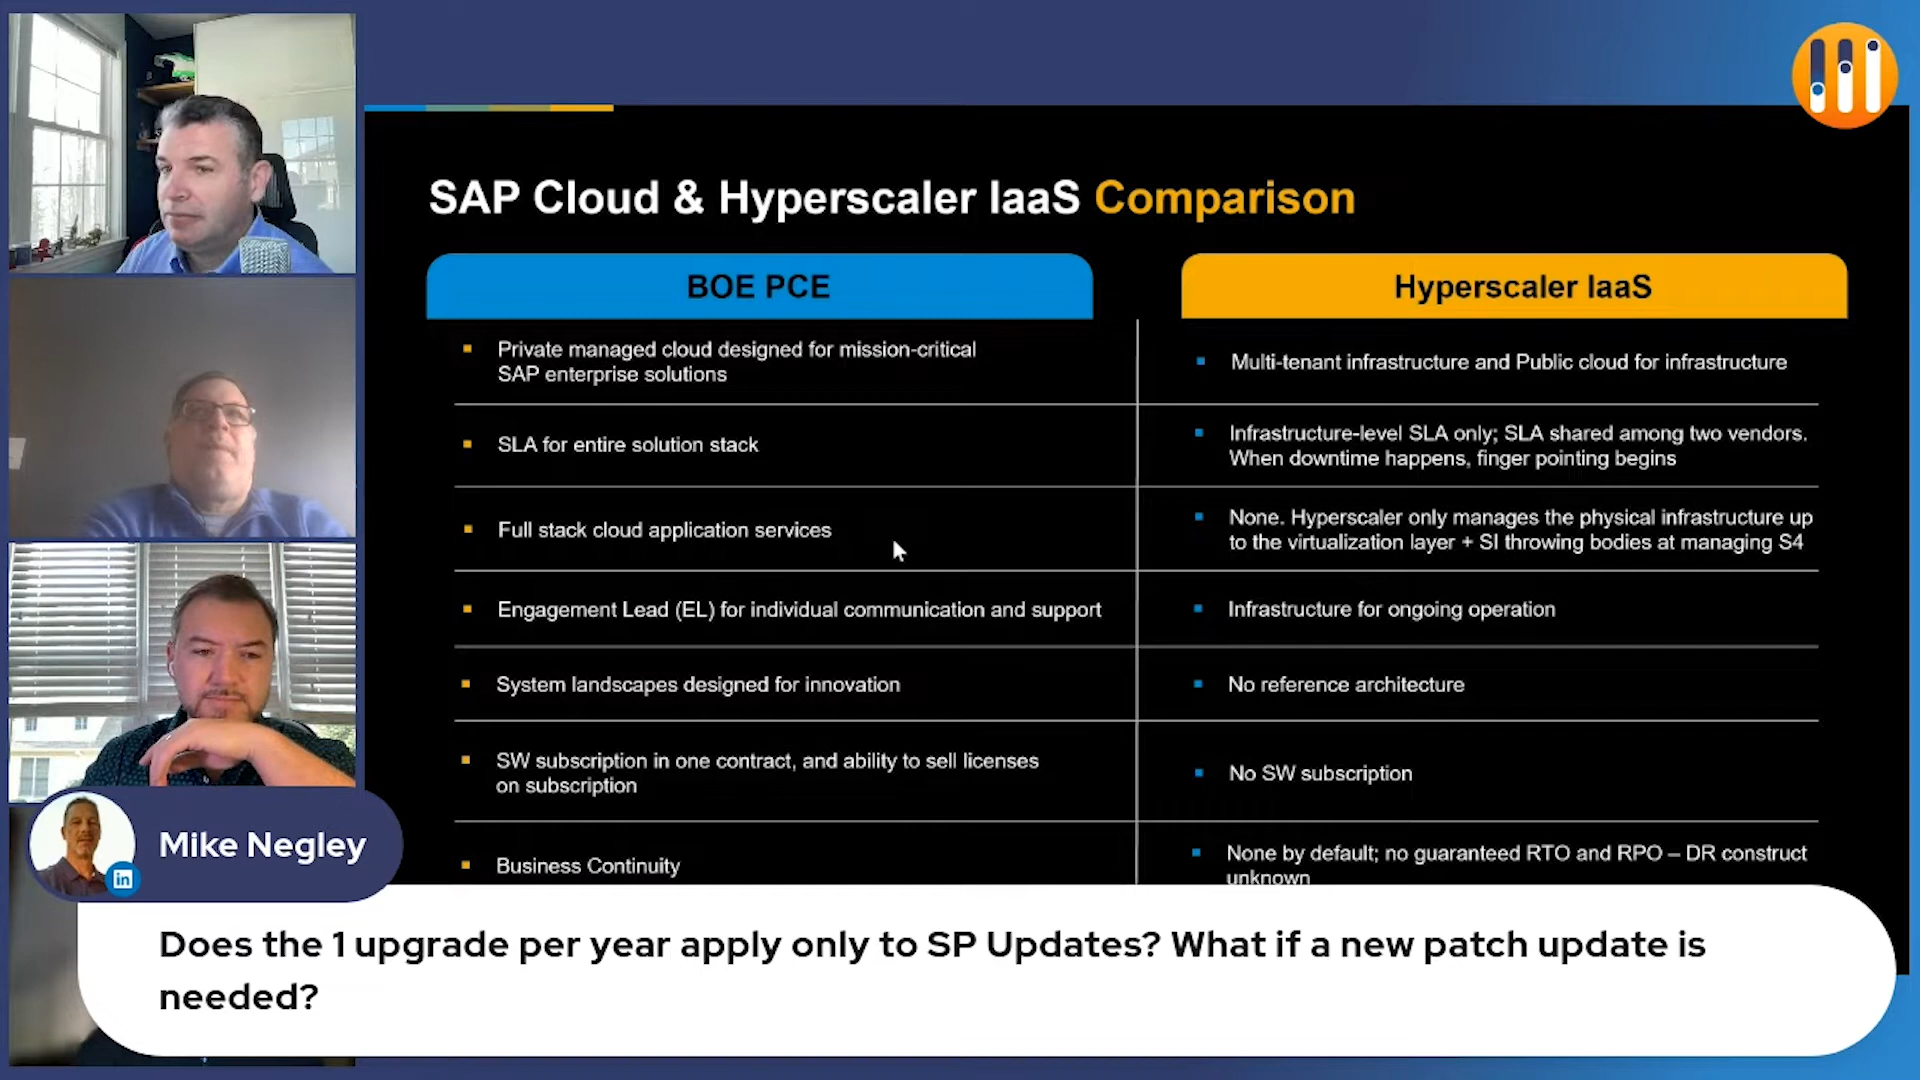 SAP Cloud & Hyperscaler IaaS Comparison
BOE PCE
Hyperscaler IaaS
Private managed cloud designed for mission-critical
SAP enterprise solutions
Multi-tenant infrastructure and Public cloud for infrastructure
SLA for entire solution stack
Infrastructure-level SLA only; SLA shared among two vendors.
When downtime happens, finger pointing begins
Full stack cloud application services
None. Hyperscaler only manages the physical infrastructure up
to the virtualization layer + SI throwing bodies at managing S4
Engagement Lead (EL) for individual communication and support
Infrastructure for ongoing operation
System landscapes designed for innovation
No reference architecture
SW subscription in one contract, and ability to sell licenses
on subscription
No SW subscription
Business Continuity
None by default; no guaranteed RTO and RPO – DR construct
unknown
Mike Negley
in
Does the 1 upgrade per year apply only to SP Updates? What if a new patch update is
needed?